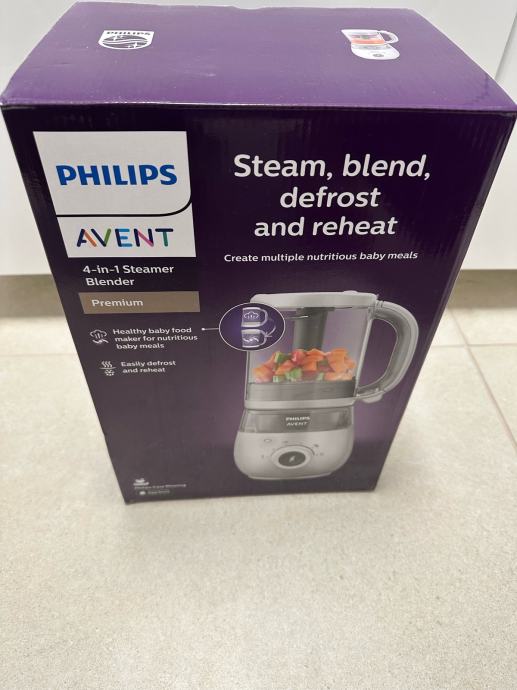 PHILIPS
PHILIPS
AVENT
4-in-1 Steamer
Blender
Premium
Healthy baby food
maker for nutritious
baby meals
Easily defrost
and reheat
Steam, blend,
defrost
and reheat
Create multiple nutritious baby meals
PHILIPS
AVENT